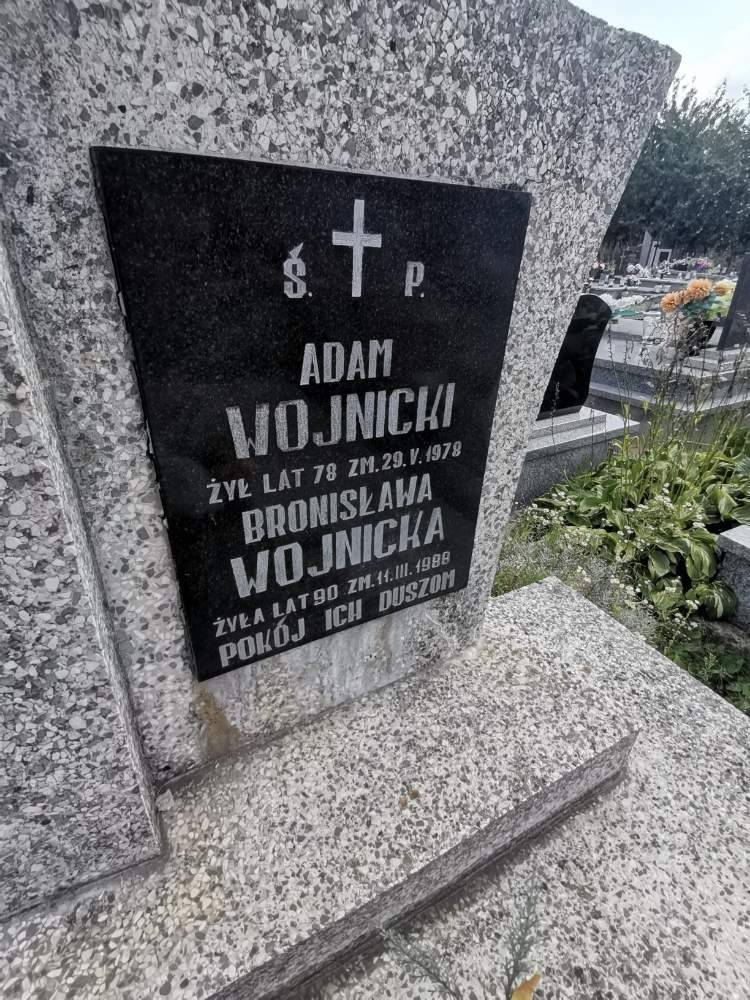 Ś. P.
ADAM
WOJNICKI
ŻYŁ LAT 78 ZM. 29. V. 1978
BRONISŁAWA
WOJNICKA
ŻYŁA LAT 90 ZM. 11. III. 1988
POKÓJ ICH DUSZOM